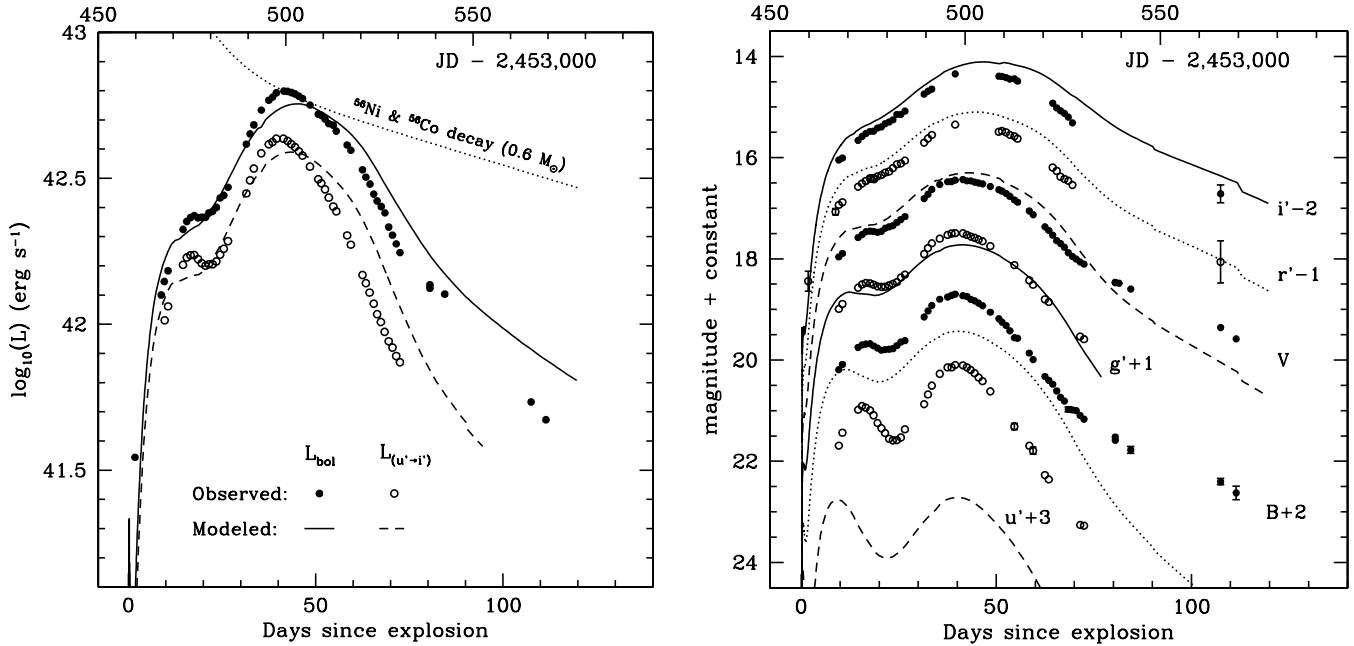 450 500 550
43
JD − 2,453,000
⁵⁶Ni & ⁵⁶Co decay (0.6 M☉)
42.5
log₁₀(L) (erg s⁻¹)
42
L_bol L_(u'→i')
41.5
Observed:
Modeled:
0 50 100
Days since explosion
450 500 550
14
JD − 2,453,000
16
i'−2
magnitude + constant
18
r'−1
20
V
g'+1
22
B+2
u'+3
24
0 50 100
Days since explosion